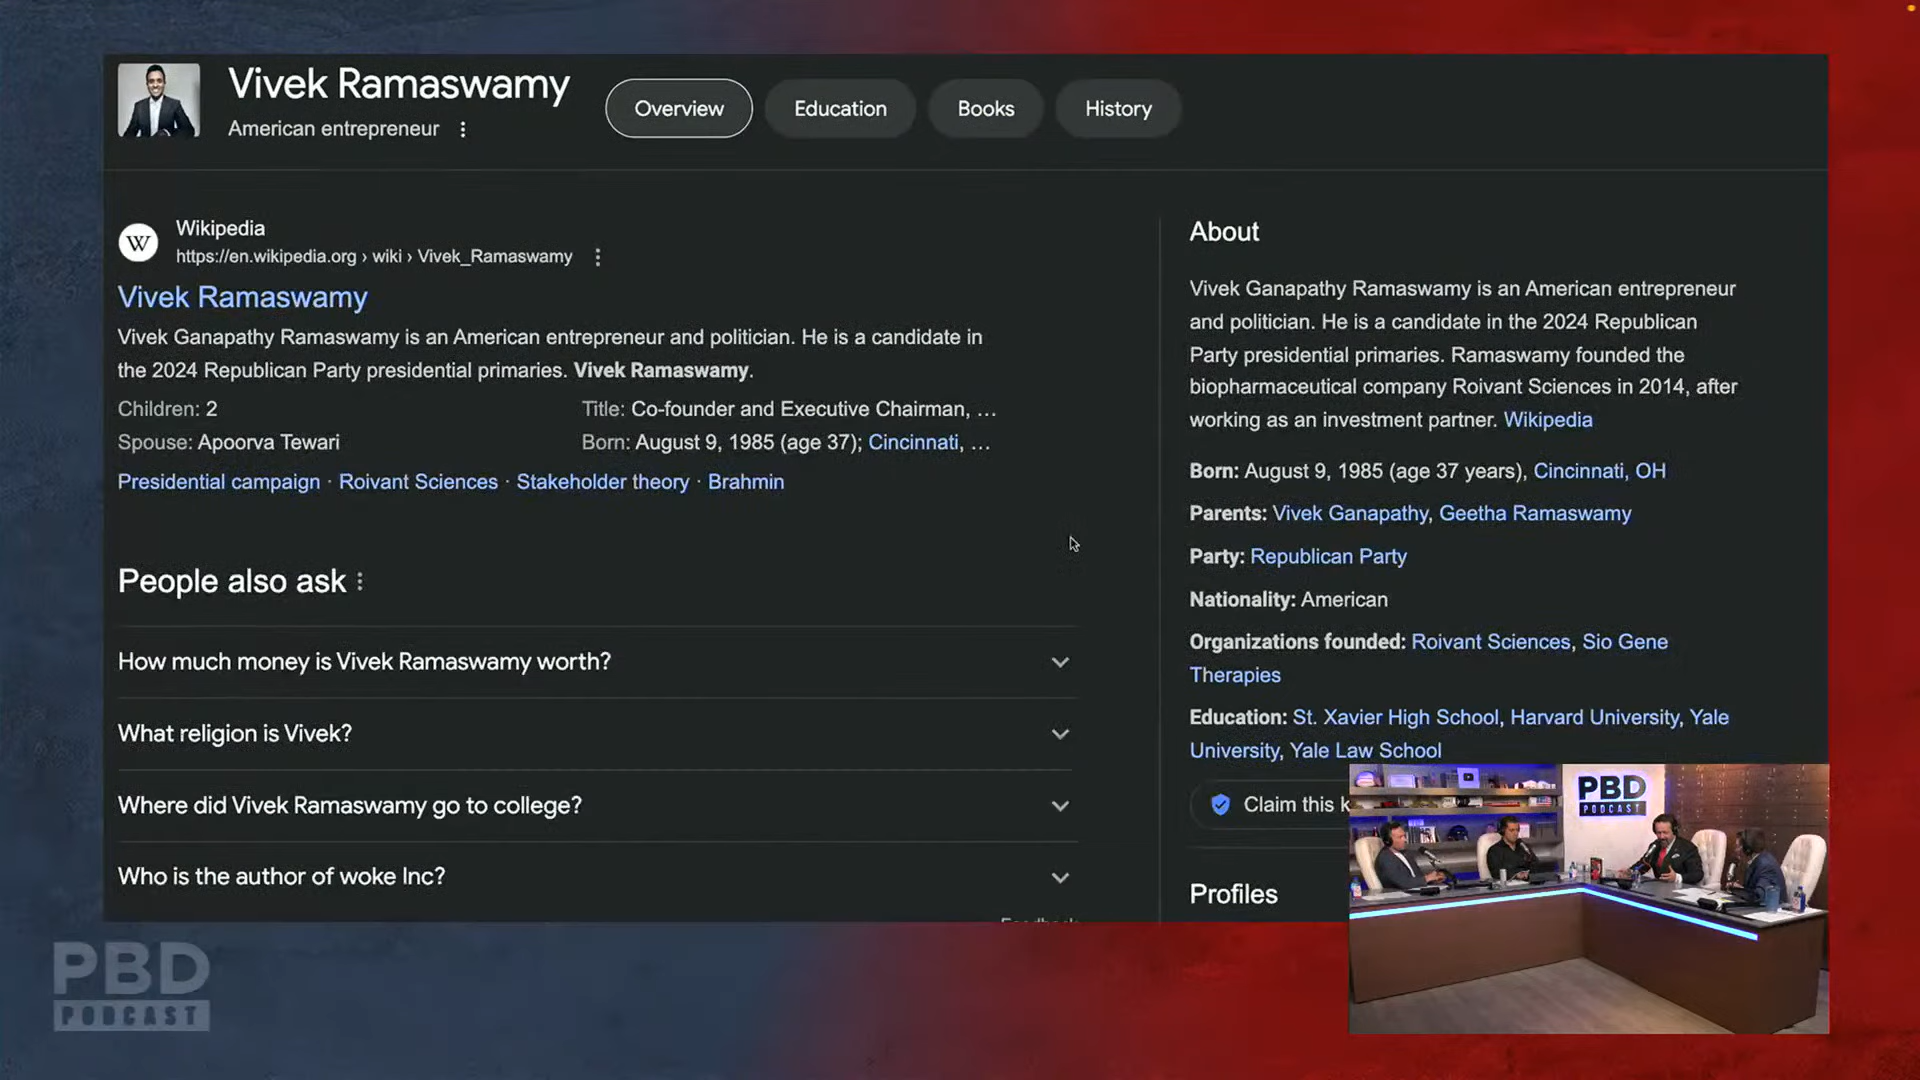 Vivek Ramaswamy
American entrepreneur
Overview
Education
Books
History
W
Wikipedia
https://en.wikipedia.org › wiki › Vivek_Ramaswamy
Vivek Ramaswamy
Vivek Ganapathy Ramaswamy is an American entrepreneur and politician. He is a candidate in
the 2024 Republican Party presidential primaries. Vivek Ramaswamy.
Children: 2
Title: Co-founder and Executive Chairman, ...
Spouse: Apoorva Tewari
Born: August 9, 1985 (age 37); Cincinnati, ...
Presidential campaign · Roivant Sciences · Stakeholder theory · Brahmin
People also ask
How much money is Vivek Ramaswamy worth?
What religion is Vivek?
Where did Vivek Ramaswamy go to college?
Who is the author of woke Inc?
Feedback
About
Vivek Ganapathy Ramaswamy is an American entrepreneur
and politician. He is a candidate in the 2024 Republican
Party presidential primaries. Ramaswamy founded the
biopharmaceutical company Roivant Sciences in 2014, after
working as an investment partner. Wikipedia
Born: August 9, 1985 (age 37 years), Cincinnati, OH
Parents: Vivek Ganapathy, Geetha Ramaswamy
Party: Republican Party
Nationality: American
Organizations founded: Roivant Sciences, Sio Gene
Therapies
Education: St. Xavier High School, Harvard University, Yale
University, Yale Law School
Claim this k
Profiles
PBD
PODCAST
PBD
PODCAST